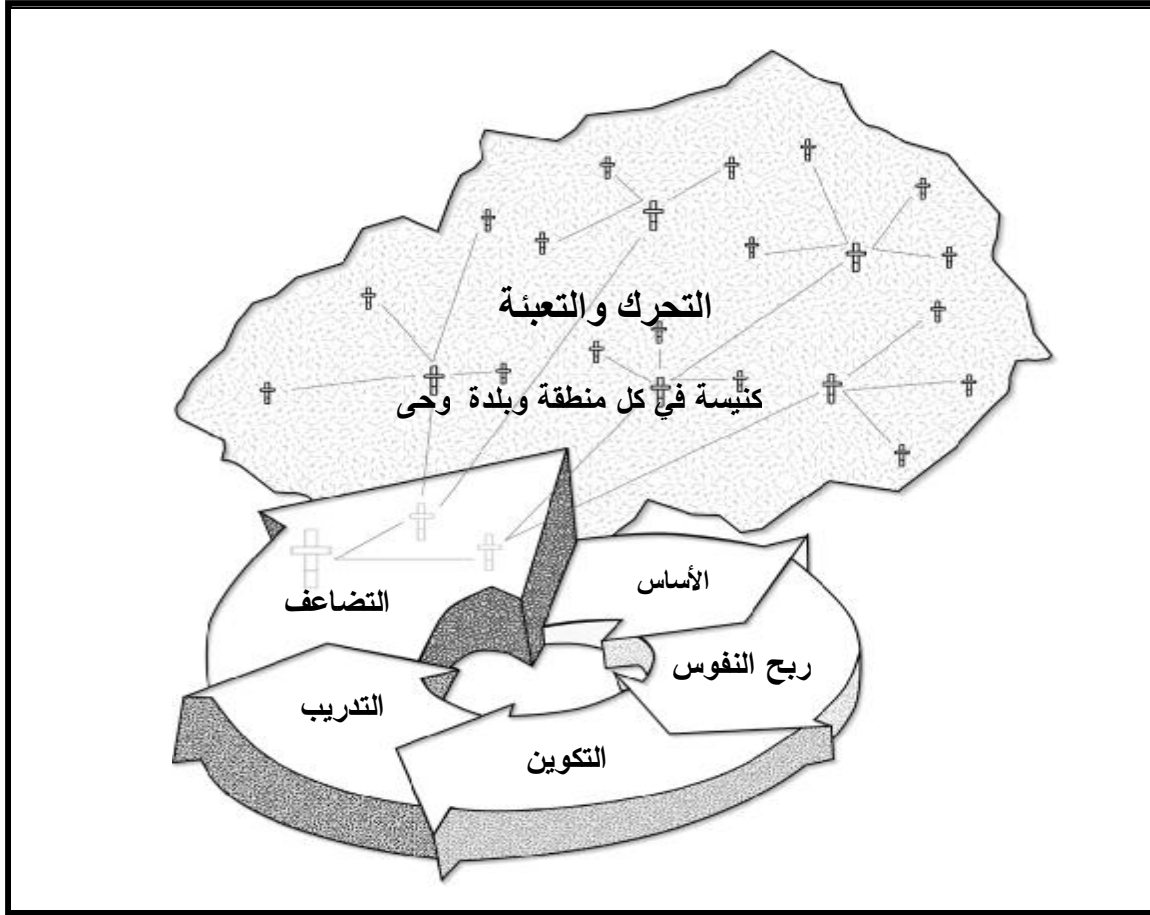 التحرك والتعبئة
كنيسة في كل منطقة وبلدة وحى
الأساس
ربح النفوس
التكوين
التدريب
التضاعف